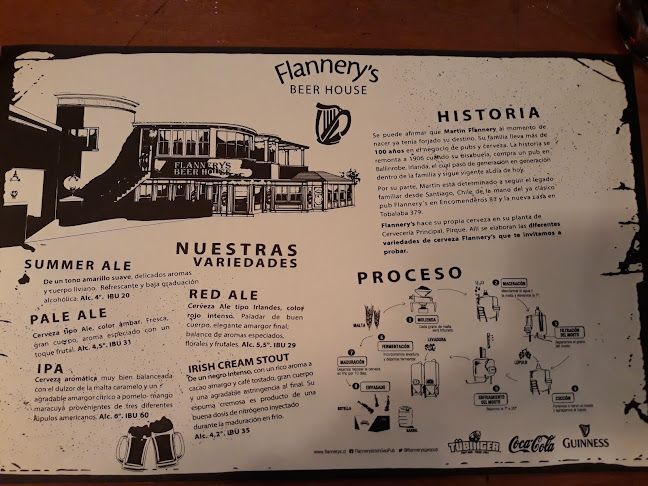 Flannery's
BEER HOUSE
FLANNERY'S
BEER HOUSE
HISTORIA
Se puede afirmar que Martin Flannery al momento de
nacer ya tenía forjado su destino. Su familia lleva más de
100 años en el negocio de pubs y cerveza. La historia se
remonta a 1906 cuando su bisabuela, compra un pub en
Ballinrobe, Irlanda, el cual pasó de generación en generación
dentro de la familia y sigue vigente al día de hoy.
Por su parte, Martin está determinado a seguir el legado
familiar desde Santiago, Chile de la mano del ya clásico
pub Flannery's en Encomenderos 83 y la nueva casa en
Tobalaba 379.
Flannery's hace su propia cerveza en su planta de
Cervecería Principal, Pirque. Allí se elaboran las diferentes
variedades de cerveza Flannery's que te invitamos a
probar.
NUESTRAS
VARIEDADES
SUMMER ALE
De un tono amarillo suave, delicados aromas
y cuerpo liviano. Refrescante y baja graduación
alcohólica. Alc. 4°. IBU 20
PALE ALE
Cerveza tipo Ale, color ámbar. Fresca,
gran cuerpo, aroma especiado con un
toque frutal. Alc. 4,5°. IBU 31
IPA
Cerveza aromática muy bien balanceada
con el dulzor de la malta caramelo y un
agradable amargor cítrico a pomelo- mango
maracuyá provenientes de tres diferentes
lúpulos americanos. Alc. 6°. IBU 60
RED ALE
Cerveza Ale tipo Irlandes, color
rojo intenso. Paladar de buen
cuerpo, elegante amargor final;
balance de aromas especiados,
florales y frutales. Alc. 5,5°. IBU 29
IRISH CREAM STOUT
De un negro intenso, con un rico aroma a
cacao amargo y café tostado, gran cuerpo
y una agradable astringencia al final. Su
espuma cremosa es producto de una
buena dosis de nitrógeno inyectado
durante la maduración en frío.
Alc. 4,2°. IBU 35
PROCESO
MALTA
MOLIENDA
H₂O
MACERACIÓN
FILTRACIÓN
DEL MOSTO
LÚPULO
COCCIÓN
ENFRIAMIENTO
DEL MOSTO
LEVADURA
FERMENTACIÓN
MADURACIÓN
ENVASADO
BOTELLA
BARRIL
www.flannerys.cl
TÜBINGER
Coca-Cola
GUINNESS